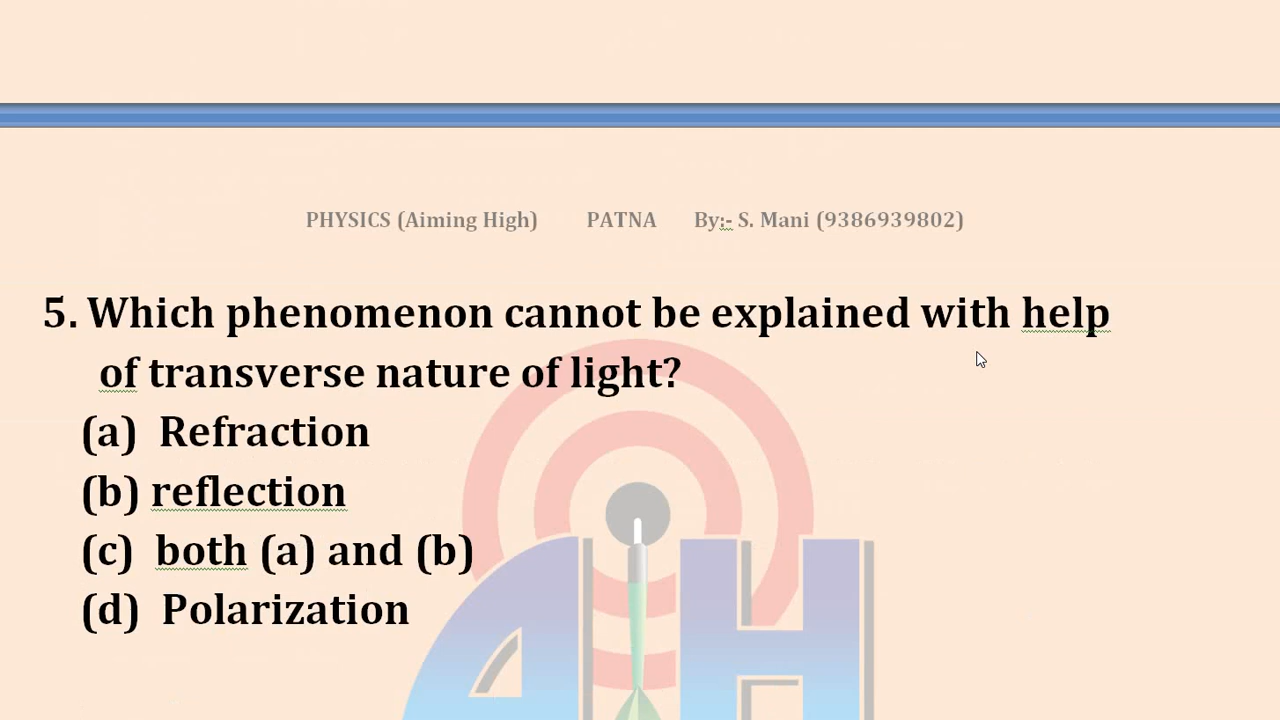 PHYSICS (Aiming High) PATNA By:- S. Mani (9386939802)
5. Which phenomenon cannot be explained with help
of transverse nature of light?
(a) Refraction
(b) reflection
(c) both (a) and (b)
(d) Polarization
AH